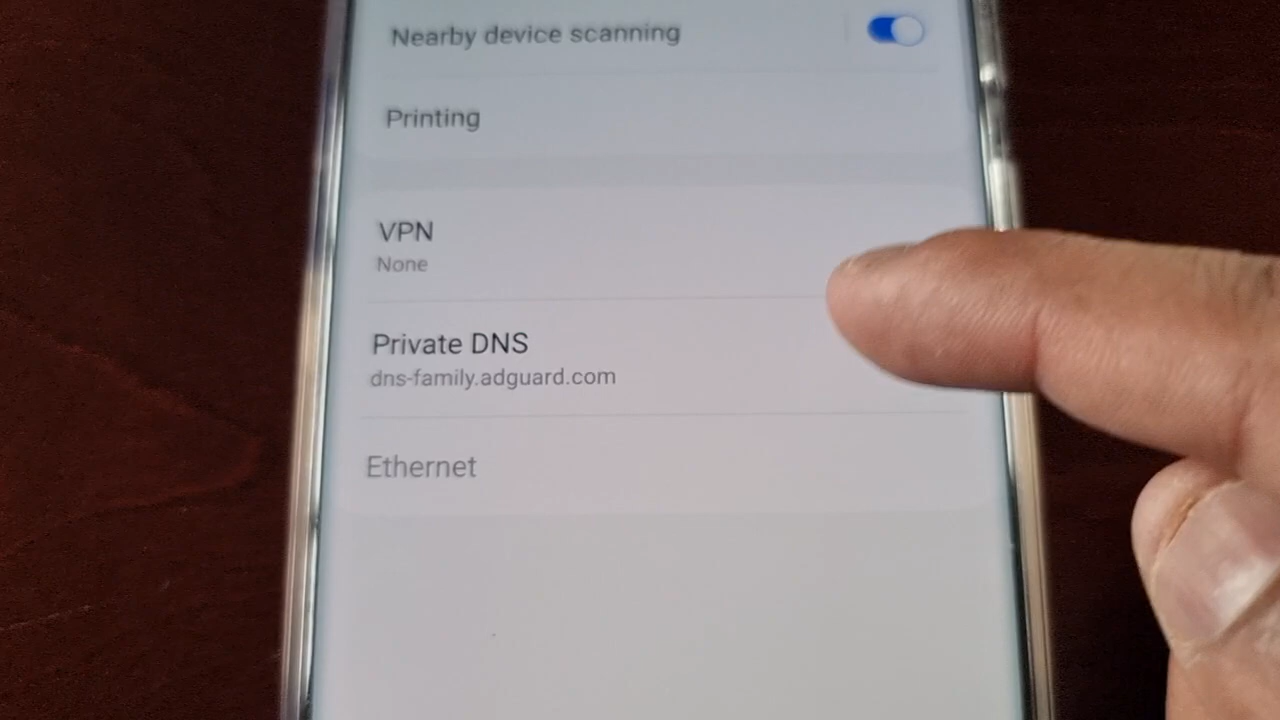 Nearby device scanning
Printing
VPN
None
Private DNS
dns-family.adguard.com
Ethernet